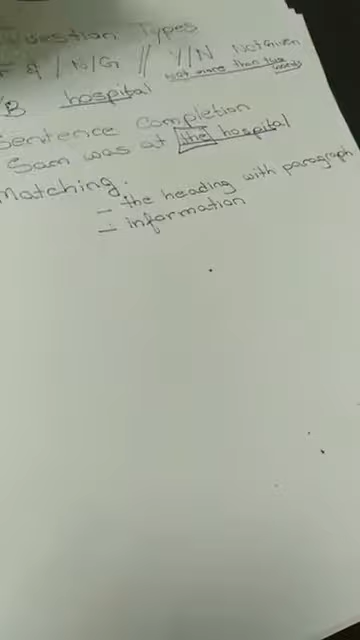 Question Types
F & / N/G // Y/N Not Given
not more than two words
/B hospital
Sentence Completion
Sam was at the hospital
Matching:
– the heading with paragraph
– information